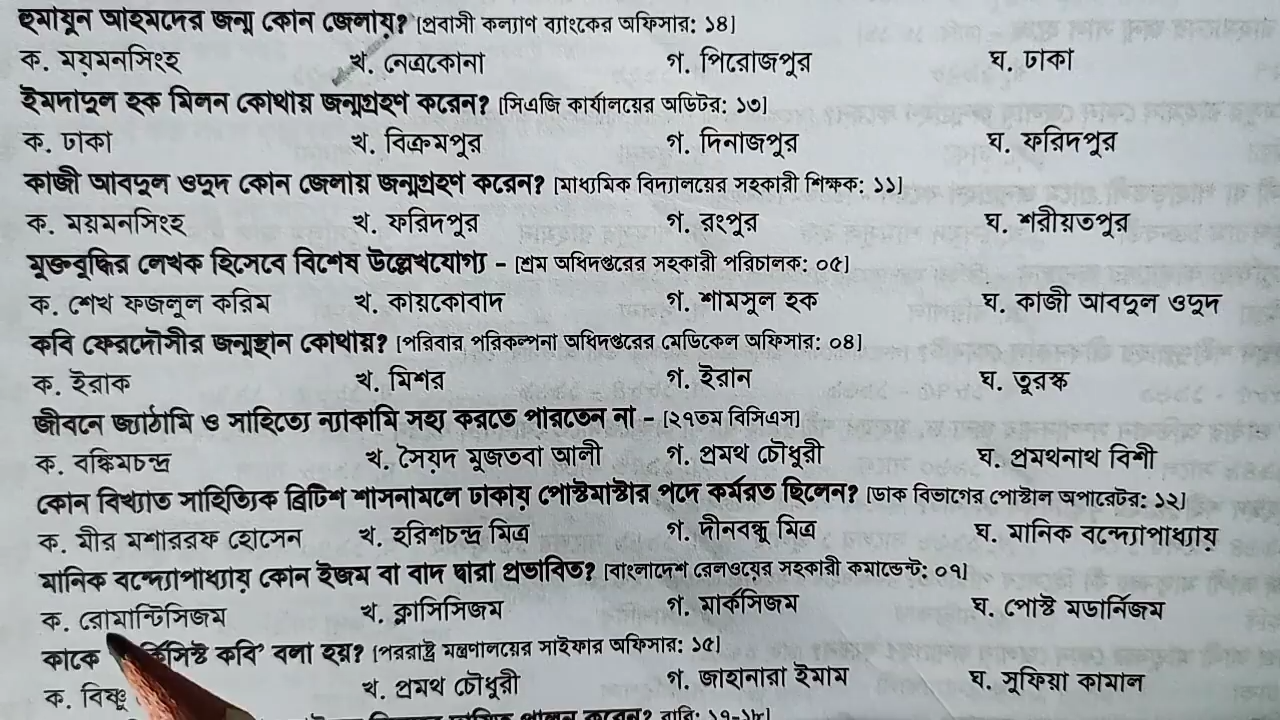 হুমায়ুন আহমদের জন্ম কোন জেলায়? [প্রবাসী কল্যাণ ব্যাংকের অফিসার: ১৪]
ক. ময়মনসিংহ খ. নেত্রকোনা গ. পিরোজপুর ঘ. ঢাকা
ইমদাদুল হক মিলন কোথায় জন্মগ্রহণ করেন? [সিএজি কার্যালয়ের অডিটর: ১৩]
ক. ঢাকা খ. বিক্রমপুর গ. দিনাজপুর ঘ. ফরিদপুর
কাজী আবদুল ওদুদ কোন জেলায় জন্মগ্রহণ করেন? [মাধ্যমিক বিদ্যালয়ের সহকারী শিক্ষক: ১১]
ক. ময়মনসিংহ খ. ফরিদপুর গ. রংপুর ঘ. শরীয়তপুর
মুক্তবুদ্ধির লেখক হিসেবে বিশেষ উল্লেখযোগ্য – [শ্রম অধিদপ্তরের সহকারী পরিচালক: ০৫]
ক. শেখ ফজলুল করিম খ. কায়কোবাদ গ. শামসুল হক ঘ. কাজী আবদুল ওদুদ
কবি ফেরদৌসীর জন্মস্থান কোথায়? [পরিবার পরিকল্পনা অধিদপ্তরের মেডিকেল অফিসার: ০৪]
ক. ইরাক খ. মিশর গ. ইরান ঘ. তুরস্ক
জীবনে জ্যাঠামি ও সাহিত্যে ন্যাকামি সহ্য করতে পারতেন না – [২৭তম বিসিএস]
ক. বঙ্কিমচন্দ্র খ. সৈয়দ মুজতবা আলী গ. প্রমথ চৌধুরী ঘ. প্রমথনাথ বিশী
কোন বিখ্যাত সাহিত্যিক ব্রিটিশ শাসনামলে ঢাকায় পোস্টমাস্টার পদে কর্মরত ছিলেন? [ডাক বিভাগের পোস্টাল অপারেটর: ১২]
ক. মীর মশাররফ হোসেন খ. হরিশচন্দ্র মিত্র গ. দীনবন্ধু মিত্র ঘ. মানিক বন্দ্যোপাধ্যায়
মানিক বন্দ্যোপাধ্যায় কোন ইজম বা বাদ দ্বারা প্রভাবিত? [বাংলাদেশ রেলওয়ের সহকারী কমান্ডেন্ট: ০৭]
ক. রোমান্টিসিজম খ. ক্লাসিসিজম গ. মার্কসিজম ঘ. পোস্ট মডার্নিজম
কাকে কবি' বলা হয়? [পররাষ্ট্র মন্ত্রণালয়ের সাইফার অফিসার: ১৫]
ক. বিষ্ণু খ. প্রমথ চৌধুরী গ. জাহানারা ইমাম ঘ. সুফিয়া কামাল